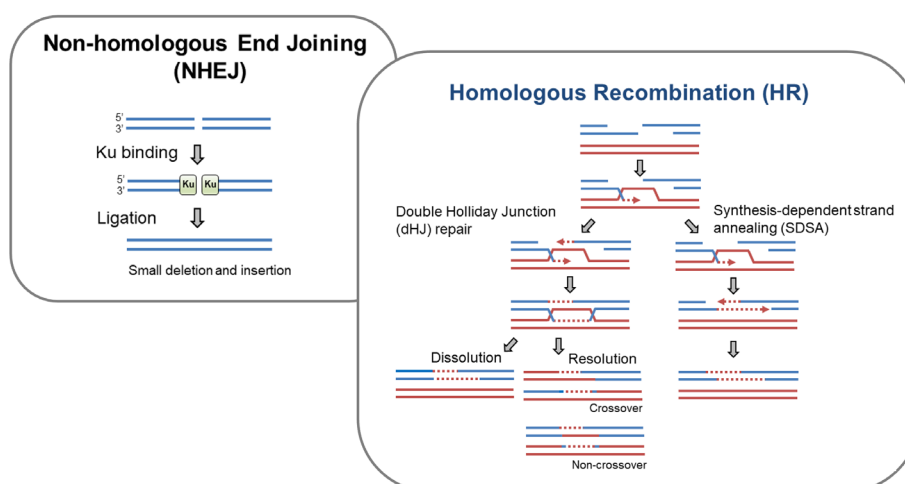 Non-homologous End Joining
(NHEJ)
5'
3'
Ku binding
5'
3'
Ku Ku
Ligation
Small deletion and insertion
Homologous Recombination (HR)
Double Holliday Junction
(dHJ) repair
Synthesis-dependent strand
annealing (SDSA)
Dissolution
Resolution
Crossover
Non-crossover